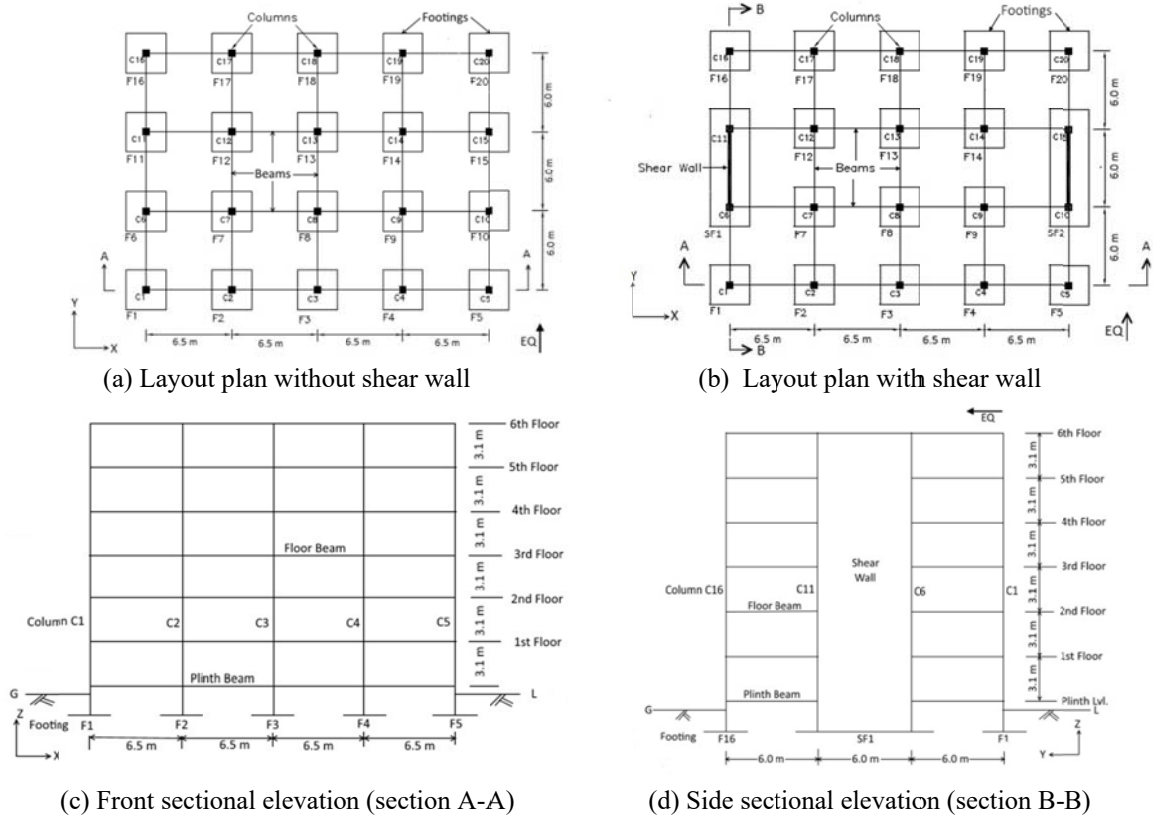 Columns Footings
C16 C17 C18 C19 C20
F16 F17 F18 F19 F20
6.0 m
C11 C12 C13 C14 C15
F11 F12 F13 F14 F15
Beams
6.0 m
C6 C7 C8 C9 C10
F6 F7 F8 F9 F10
6.0 m
A A
C1 C2 C3 C4 C5
F1 F2 F3 F4 F5
Y
X
6.5 m 6.5 m 6.5 m 6.5 m
EQ
(a) Layout plan without shear wall
B
Columns Footings
C16 C17 C18 C19 C20
F16 F17 F18 F19 F20
6.0 m
C11 C12 C13 C14 C15
F12 F13 F14
Shear Wall
Beams
6.0 m
C6 C7 C8 C9 C10
SF1 F7 F8 F9 SF2
6.0 m
A A
C1 C2 C3 C4 C5
F1 F2 F3 F4 F5
Y
X
6.5 m 6.5 m 6.5 m 6.5 m
EQ
B
(b) Layout plan with shear wall
6th Floor
3.1 m
5th Floor
3.1 m
4th Floor
3.1 m
Floor Beam
3rd Floor
3.1 m
2nd Floor
Column C1 C2 C3 C4 C5
3.1 m
1st Floor
3.1 m
Plinth Beam
G L
Z
Footing F1 F2 F3 F4 F5
6.5 m 6.5 m 6.5 m 6.5 m
X
(c) Front sectional elevation (section A-A)
EQ
6th Floor
3.1 m
5th Floor
3.1 m
4th Floor
3.1 m
3rd Floor
Shear
Wall
Column C16 C11 C6 C1
3.1 m
Floor Beam
2nd Floor
3.1 m
1st Floor
3.1 m
Plinth Beam
Plinth Lvl.
G L
Z
Footing F16 SF1 F1
Y
6.0 m 6.0 m 6.0 m
(d) Side sectional elevation (section B-B)